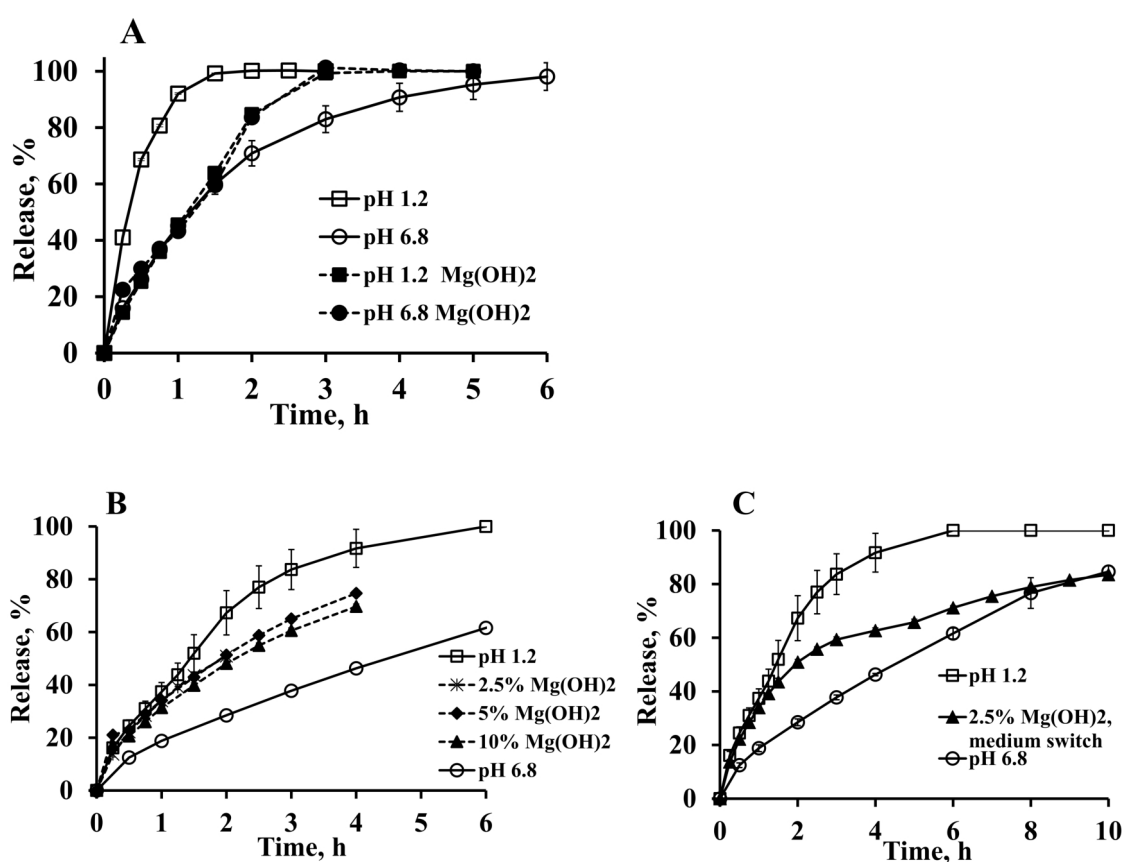 A
Release, %
100
80
60
40
20
0
pH 1.2
pH 6.8
pH 1.2 Mg(OH)2
pH 6.8 Mg(OH)2
0 1 2 3 4 5 6
Time, h
B
Release, %
100
80
60
40
20
0
pH 1.2
2.5% Mg(OH)2
5% Mg(OH)2
10% Mg(OH)2
pH 6.8
0 1 2 3 4 5 6
Time, h
C
Release, %
100
80
60
40
20
0
pH 1.2
2.5% Mg(OH)2,
medium switch
pH 6.8
0 2 4 6 8 10
Time, h